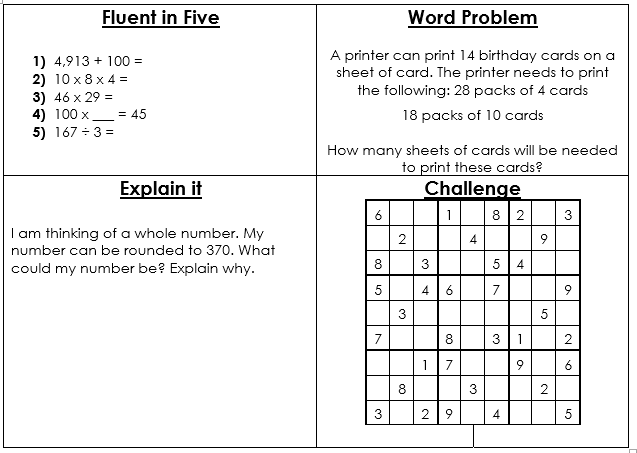 Fluent in Five
1) 4,913 + 100 =
2) 10 x 8 x 4 =
3) 46 x 29 =
4) 100 x ___ = 45
5) 167 ÷ 3 =
Word Problem
A printer can print 14 birthday cards on a
sheet of card. The printer needs to print
the following: 28 packs of 4 cards
18 packs of 10 cards
How many sheets of cards will be needed
to print these cards?
Explain it
I am thinking of a whole number. My
number can be rounded to 370. What
could my number be? Explain why.
Challenge
6 1 8 2 3
2 4 9
8 3 5 4
5 4 6 7 9
3 5
7 8 3 1 2
1 7 9 6
8 3 2
3 2 9 4 5